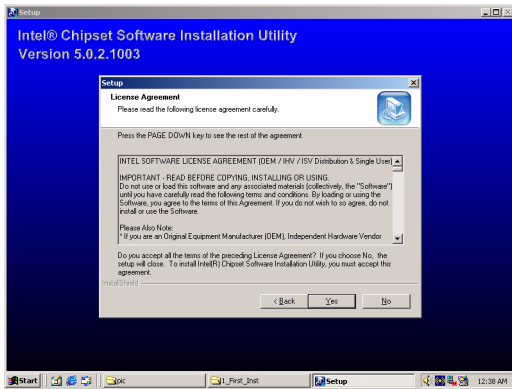 Setup
Intel® Chipset Software Installation Utility
Version 5.0.2.1003
Setup
License Agreement
Please read the following license agreement carefully.
Press the PAGE DOWN key to see the rest of the agreement.
INTEL SOFTWARE LICENSE AGREEMENT (OEM / IHV / ISV Distribution & Single User)
IMPORTANT - READ BEFORE COPYING, INSTALLING OR USING.
Do not use or load this software and any associated materials (collectively, the "Software")
until you have carefully read the following terms and conditions. By loading or using the
Software, you agree to the terms of this Agreement. If you do not wish to so agree, do not
install or use the Software.
Please Also Note:
* If you are an Original Equipment Manufacturer (OEM), Independent Hardware Vendor
Do you accept all the terms of the preceding License Agreement? If you choose No, the
setup will close. To install Intel(R) Chipset Software Installation Utility, you must accept this
agreement.
InstallShield
< Back
Yes
No
Start
pic
1_First_Inst
Setup
12:38 AM